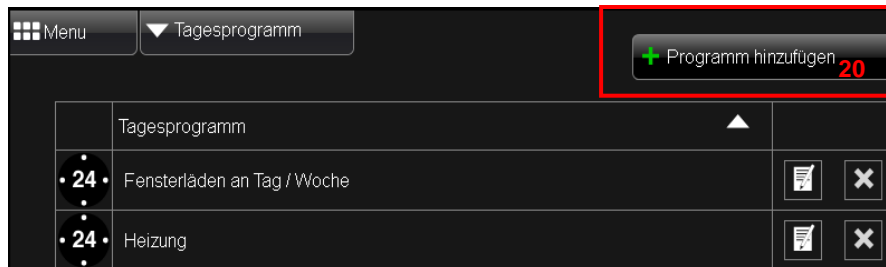 Menu
Tagesprogramm
Programm hinzufügen
20
Tagesprogramm
24
Fensterläden an Tag / Woche
24
Heizung